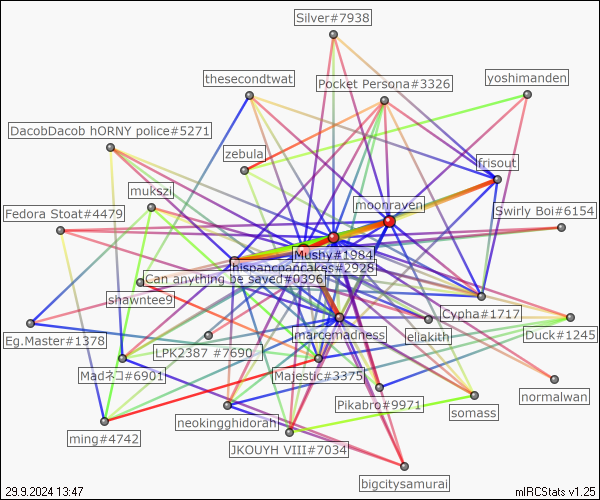 Silver#7938
thesecondtwat
Pocket Persona#3326
yoshimanden
DacobDacob hORNY police#5271
zebula
frisout
mukszi
moonraven
Fedora Stoat#4479
Swirly Boi#6154
Mushy#1984
hispancpancakes#2928
Can anything be saved#0396
shawntee9
Cypha#1717
Eg.Master#1378
marcemadness
eliakith
Duck#1245
LPK2387 #7690
Madネコ#6901
Majestic#3375
normalwan
Pikabro#9971
somass
neokingghidorah
ming#4742
JKOUYH VIII#7034
bigcitysamurai
29.9.2024 13:47
mIRCStats v1.25